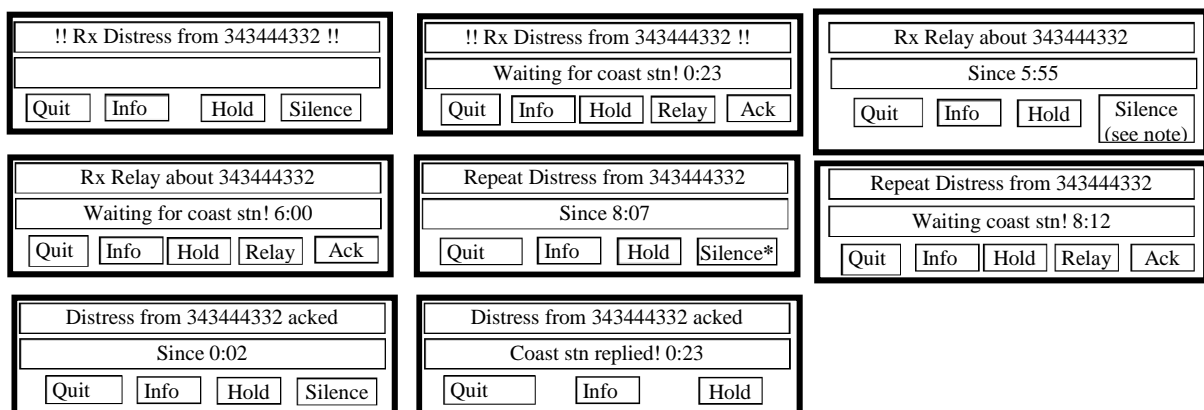 !! Rx Distress from 343444332 !!
Quit Info Hold Silence
!! Rx Distress from 343444332 !!
Waiting for coast stn! 0:23
Quit Info Hold Relay Ack
Rx Relay about 343444332
Since 5:55
Quit Info Hold Silence
(see note)
Rx Relay about 343444332
Waiting for coast stn! 6:00
Quit Info Hold Relay Ack
Repeat Distress from 343444332
Since 8:07
Quit Info Hold Silence*
Repeat Distress from 343444332
Waiting coast stn! 8:12
Quit Info Hold Relay Ack
Distress from 343444332 acked
Since 0:02
Quit Info Hold Silence
Distress from 343444332 acked
Coast stn replied! 0:23
Quit Info Hold